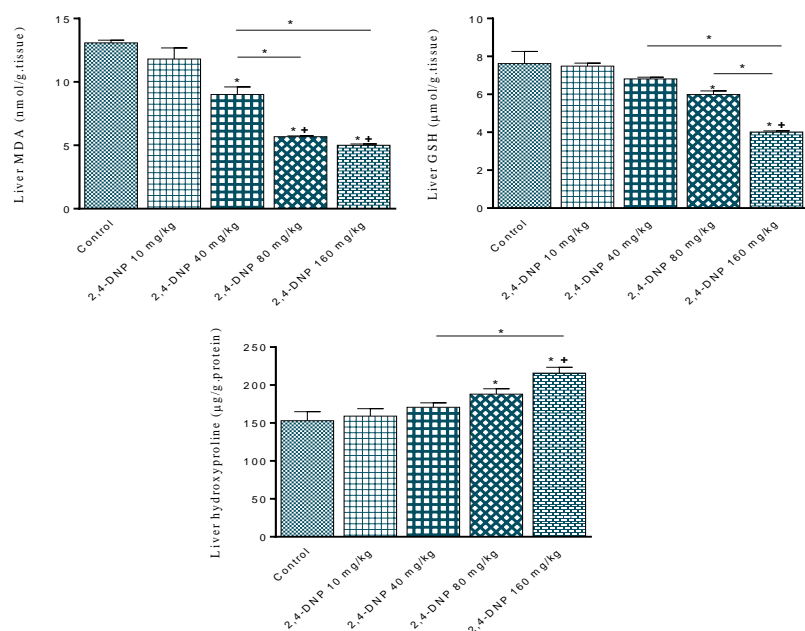 Liver MDA (nmol/g.tissue)
15
10
5
0
*
*
*
* +
* +
Control
2,4-DNP 10 mg/kg
2,4-DNP 40 mg/kg
2,4-DNP 80 mg/kg
2,4-DNP 160 mg/kg
Liver GSH (µmol/g.tissue)
10
8
6
4
2
0
*
*
*
* +
Control
2,4-DNP 10 mg/kg
2,4-DNP 40 mg/kg
2,4-DNP 80 mg/kg
2,4-DNP 160 mg/kg
Liver hydroxyproline (µg/g.protein)
250
200
150
100
50
0
*
*
* +
Control
2,4-DNP 10 mg/kg
2,4-DNP 40 mg/kg
2,4-DNP 80 mg/kg
2,4-DNP 160 mg/kg